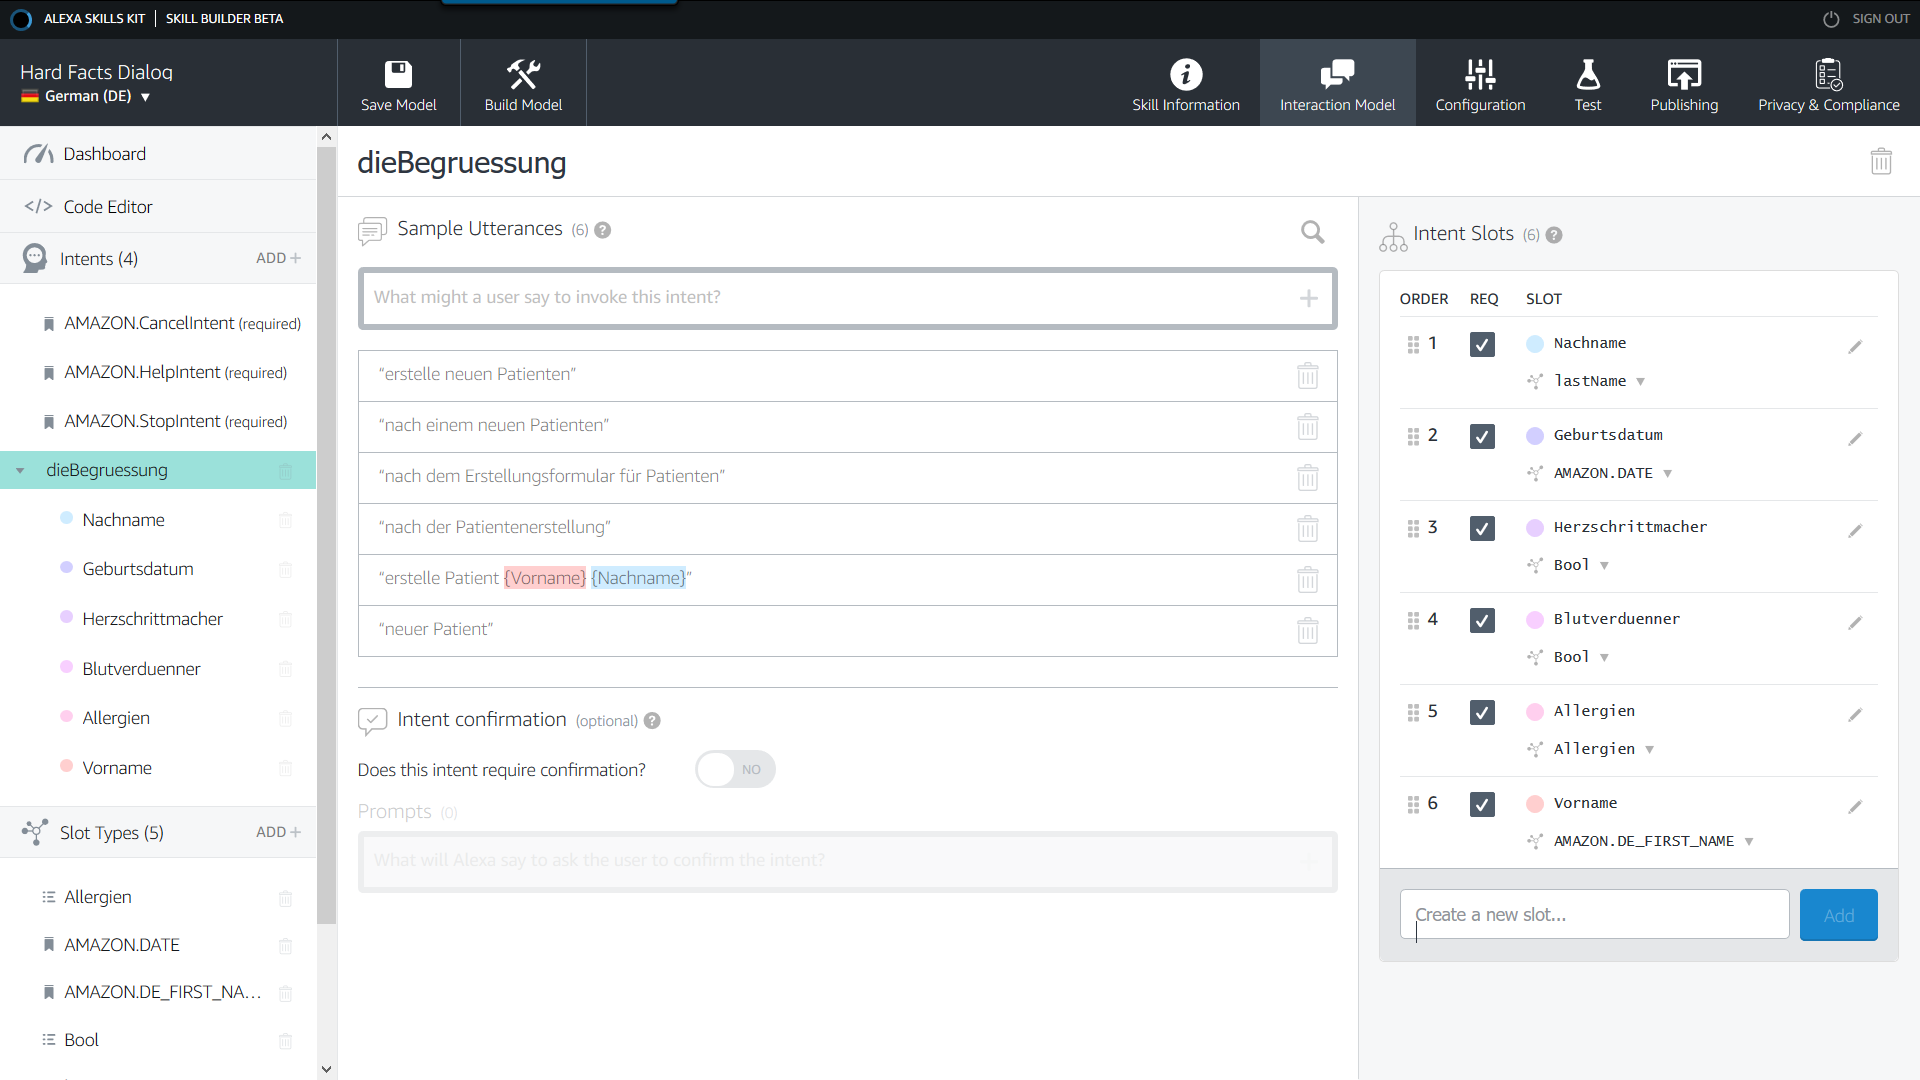 ALEXA SKILLS KIT | SKILL BUILDER BETA
SIGN OUT
Hard Facts Dialog
German (DE) ▼
Save Model
Build Model
Skill Information
Interaction Model
Configuration
Test
Publishing
Privacy & Compliance
Dashboard
</> Code Editor
Intents (4)
ADD +
AMAZON.CancelIntent (required)
AMAZON.HelpIntent (required)
AMAZON.StopIntent (required)
dieBegruessung
Nachname
Geburtsdatum
Herzschrittmacher
Blutverduenner
Allergien
Vorname
Slot Types (5)
ADD +
Allergien
AMAZON.DATE
AMAZON.DE_FIRST_NA...
Bool
dieBegruessung
Sample Utterances (6) ?
What might a user say to invoke this intent?
“erstelle neuen Patienten”
“nach einem neuen Patienten”
“nach dem Erstellungsformular für Patienten”
“nach der Patientenerstellung”
“erstelle Patient {Vorname} {Nachname}”
“neuer Patient”
Intent confirmation (optional) ?
Does this intent require confirmation?
NO
Prompts (0)
What will Alexa say to ask the user to confirm the intent?
Intent Slots (6) ?
ORDER REQ SLOT
1 Nachname
lastName ▼
2 Geburtsdatum
AMAZON.DATE ▼
3 Herzschrittmacher
Bool ▼
4 Blutverduenner
Bool ▼
5 Allergien
Allergien ▼
6 Vorname
AMAZON.DE_FIRST_NAME ▼
Create a new slot...
Add